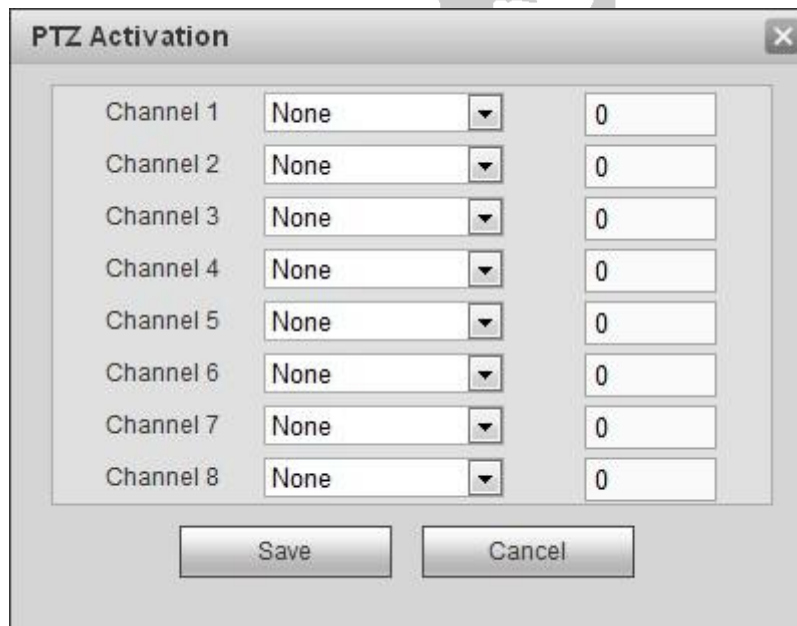 PTZ Activation
Channel 1 None 0
Channel 2 None 0
Channel 3 None 0
Channel 4 None 0
Channel 5 None 0
Channel 6 None 0
Channel 7 None 0
Channel 8 None 0
Save Cancel